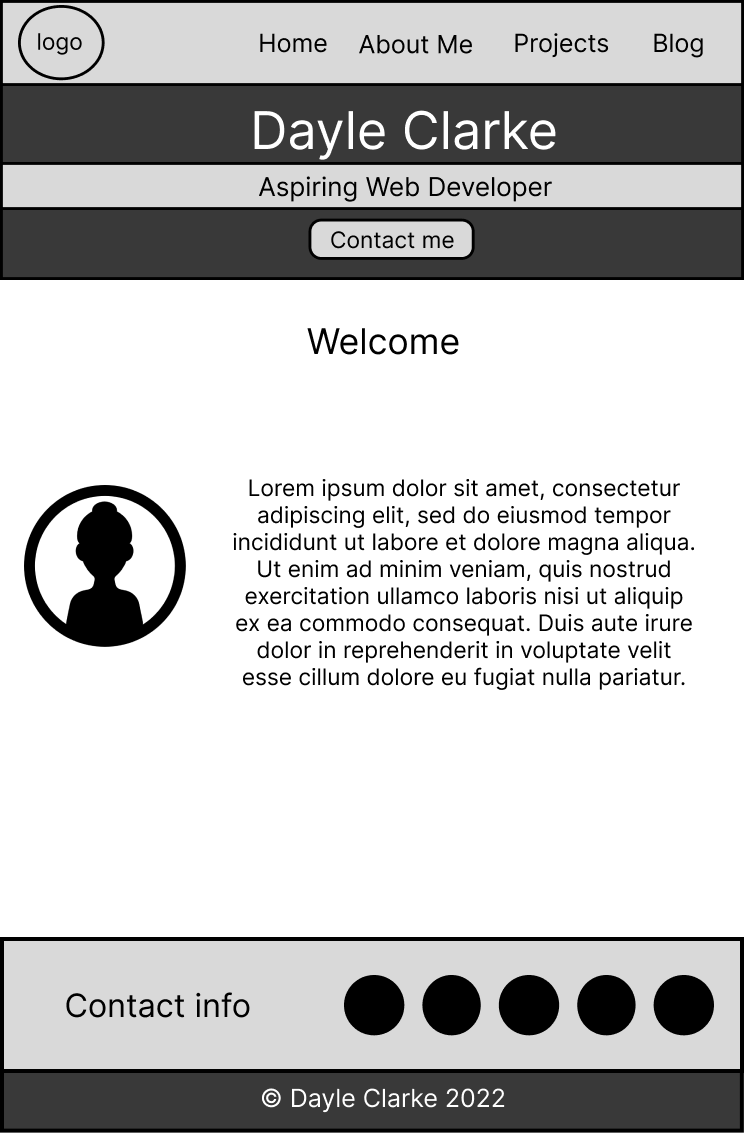 logo
Home About Me Projects Blog
Dayle Clarke
Aspiring Web Developer
Contact me
Welcome
Lorem ipsum dolor sit amet, consectetur
adipiscing elit, sed do eiusmod tempor
incididunt ut labore et dolore magna aliqua.
Ut enim ad minim veniam, quis nostrud
exercitation ullamco laboris nisi ut aliquip
ex ea commodo consequat. Duis aute irure
dolor in reprehenderit in voluptate velit
esse cillum dolore eu fugiat nulla pariatur.
Contact info
© Dayle Clarke 2022